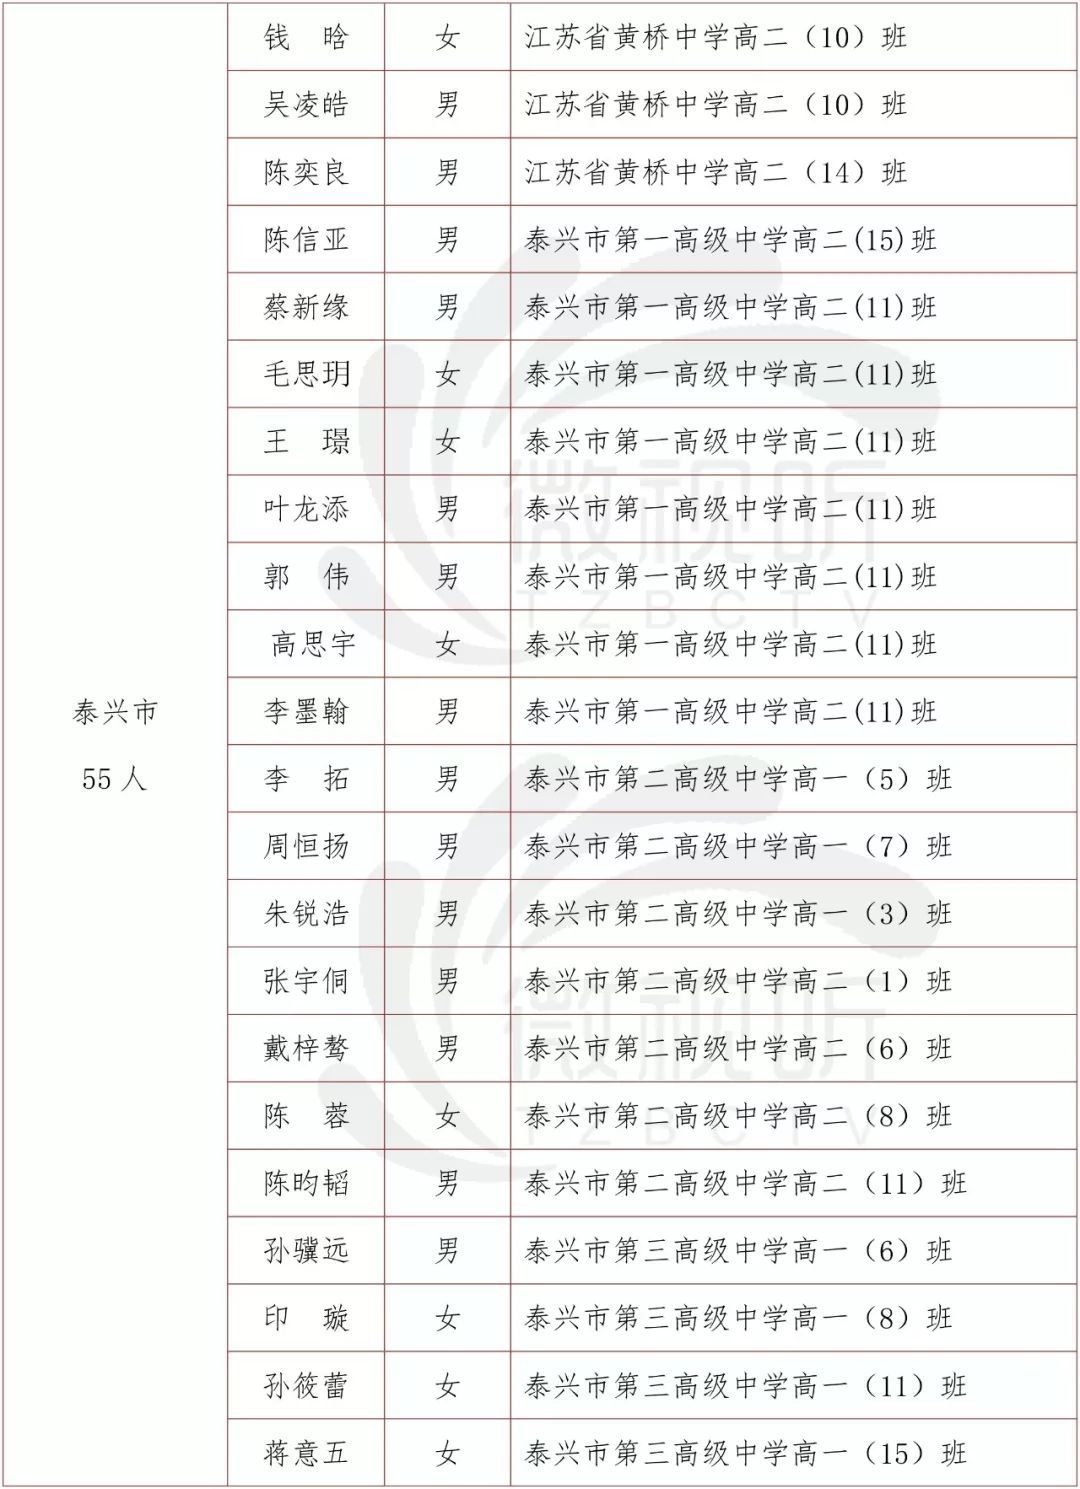 钱 晗 女 江苏省黄桥中学高二（10）班
吴凌皓 男 江苏省黄桥中学高二（10）班
陈奕良 男 江苏省黄桥中学高二（14）班
陈信亚 男 泰兴市第一高级中学高二(15)班
蔡新缘 男 泰兴市第一高级中学高二(11)班
毛思玥 女 泰兴市第一高级中学高二(11)班
王 璟 女 泰兴市第一高级中学高二(11)班
叶龙添 男 泰兴市第一高级中学高二(11)班
郭 伟 男 泰兴市第一高级中学高二(11)班
高思宇 女 泰兴市第一高级中学高二(11)班
泰兴市
55 人
李墨翰 男 泰兴市第一高级中学高二(11)班
李 拓 男 泰兴市第二高级中学高一（5）班
周恒扬 男 泰兴市第二高级中学高一（7）班
朱锐浩 男 泰兴市第二高级中学高一（3）班
张宇侗 男 泰兴市第二高级中学高二（1）班
戴梓骜 男 泰兴市第二高级中学高二（6）班
陈 蓉 女 泰兴市第二高级中学高二（8）班
陈昀韬 男 泰兴市第二高级中学高二（11）班
孙骥远 男 泰兴市第三高级中学高一（6）班
印 璇 女 泰兴市第三高级中学高一（8）班
孙筱蕾 女 泰兴市第三高级中学高一（11）班
蒋意五 女 泰兴市第三高级中学高一（15）班
微视听
TZBCTV
微视听
TZBCTV